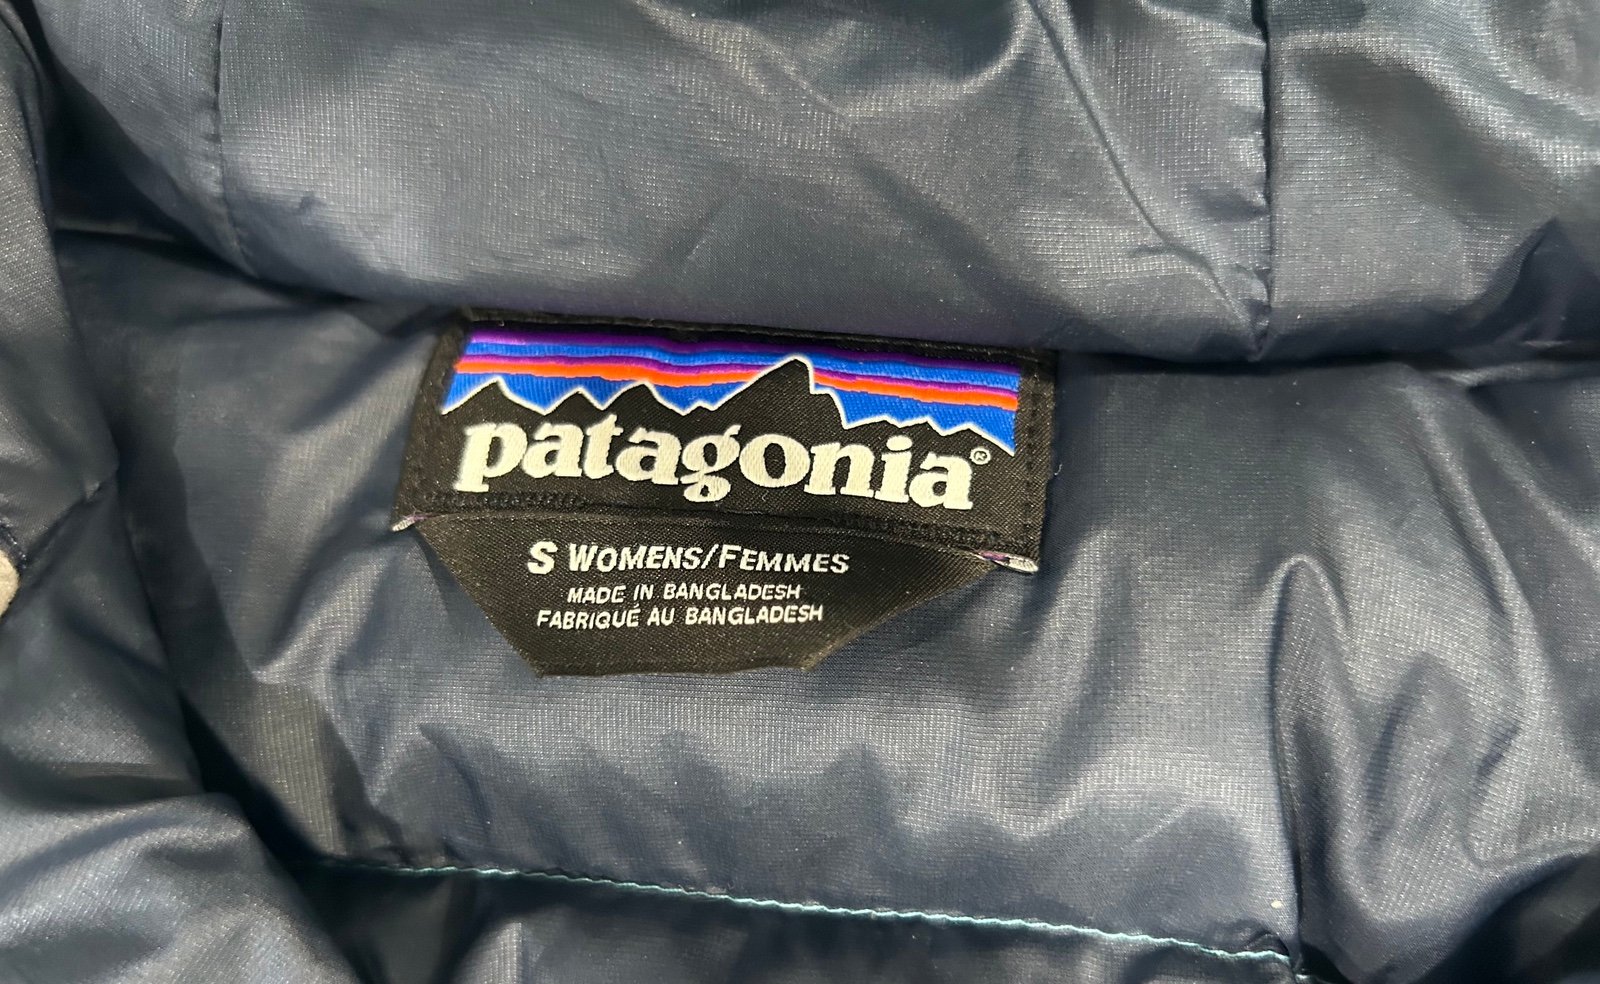 patagonia®
S WOMENS/FEMMES
MADE IN BANGLADESH
FABRIQUÉ AU BANGLADESH